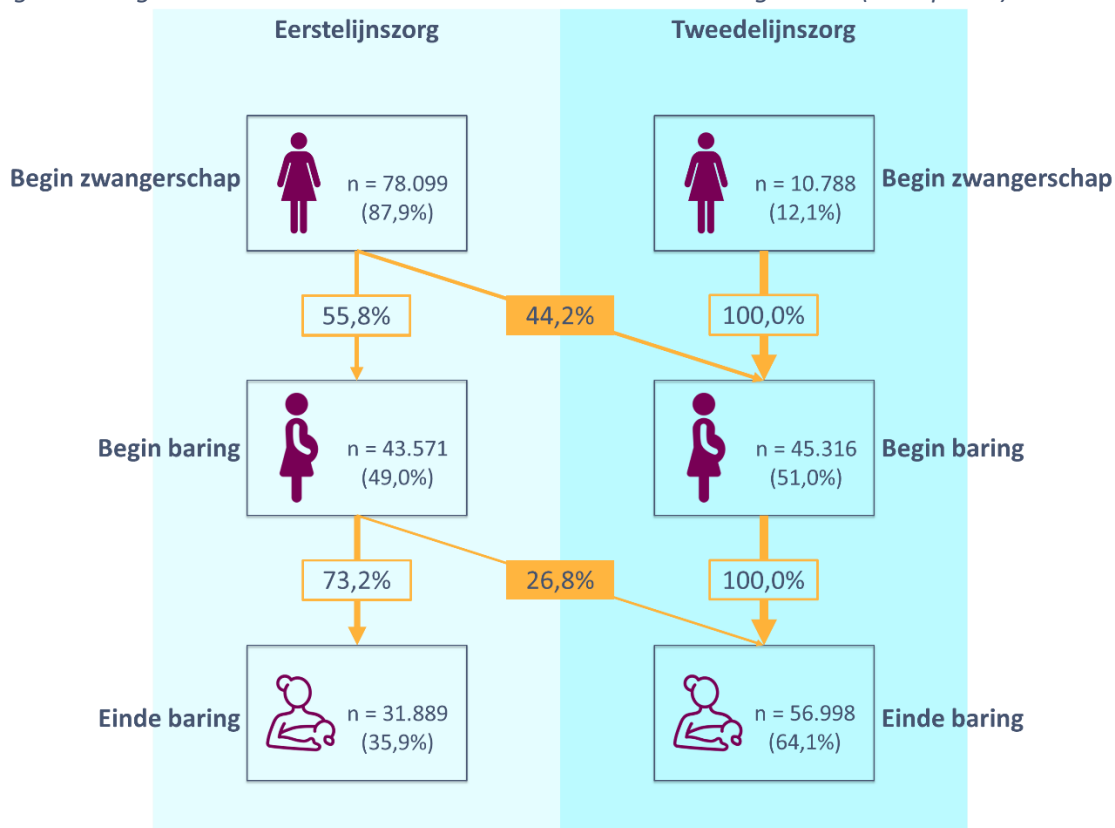 Eerstelijnszorg Tweedelijnszorg
Begin zwangerschap n = 78.099 n = 10.788 Begin zwangerschap
(87,9%) (12,1%)
55,8% 44,2% 100,0%
Begin baring n = 43.571 n = 45.316 Begin baring
(49,0%) (51,0%)
73,2% 26,8% 100,0%
Einde baring n = 31.889 n = 56.998 Einde baring
(35,9%) (64,1%)